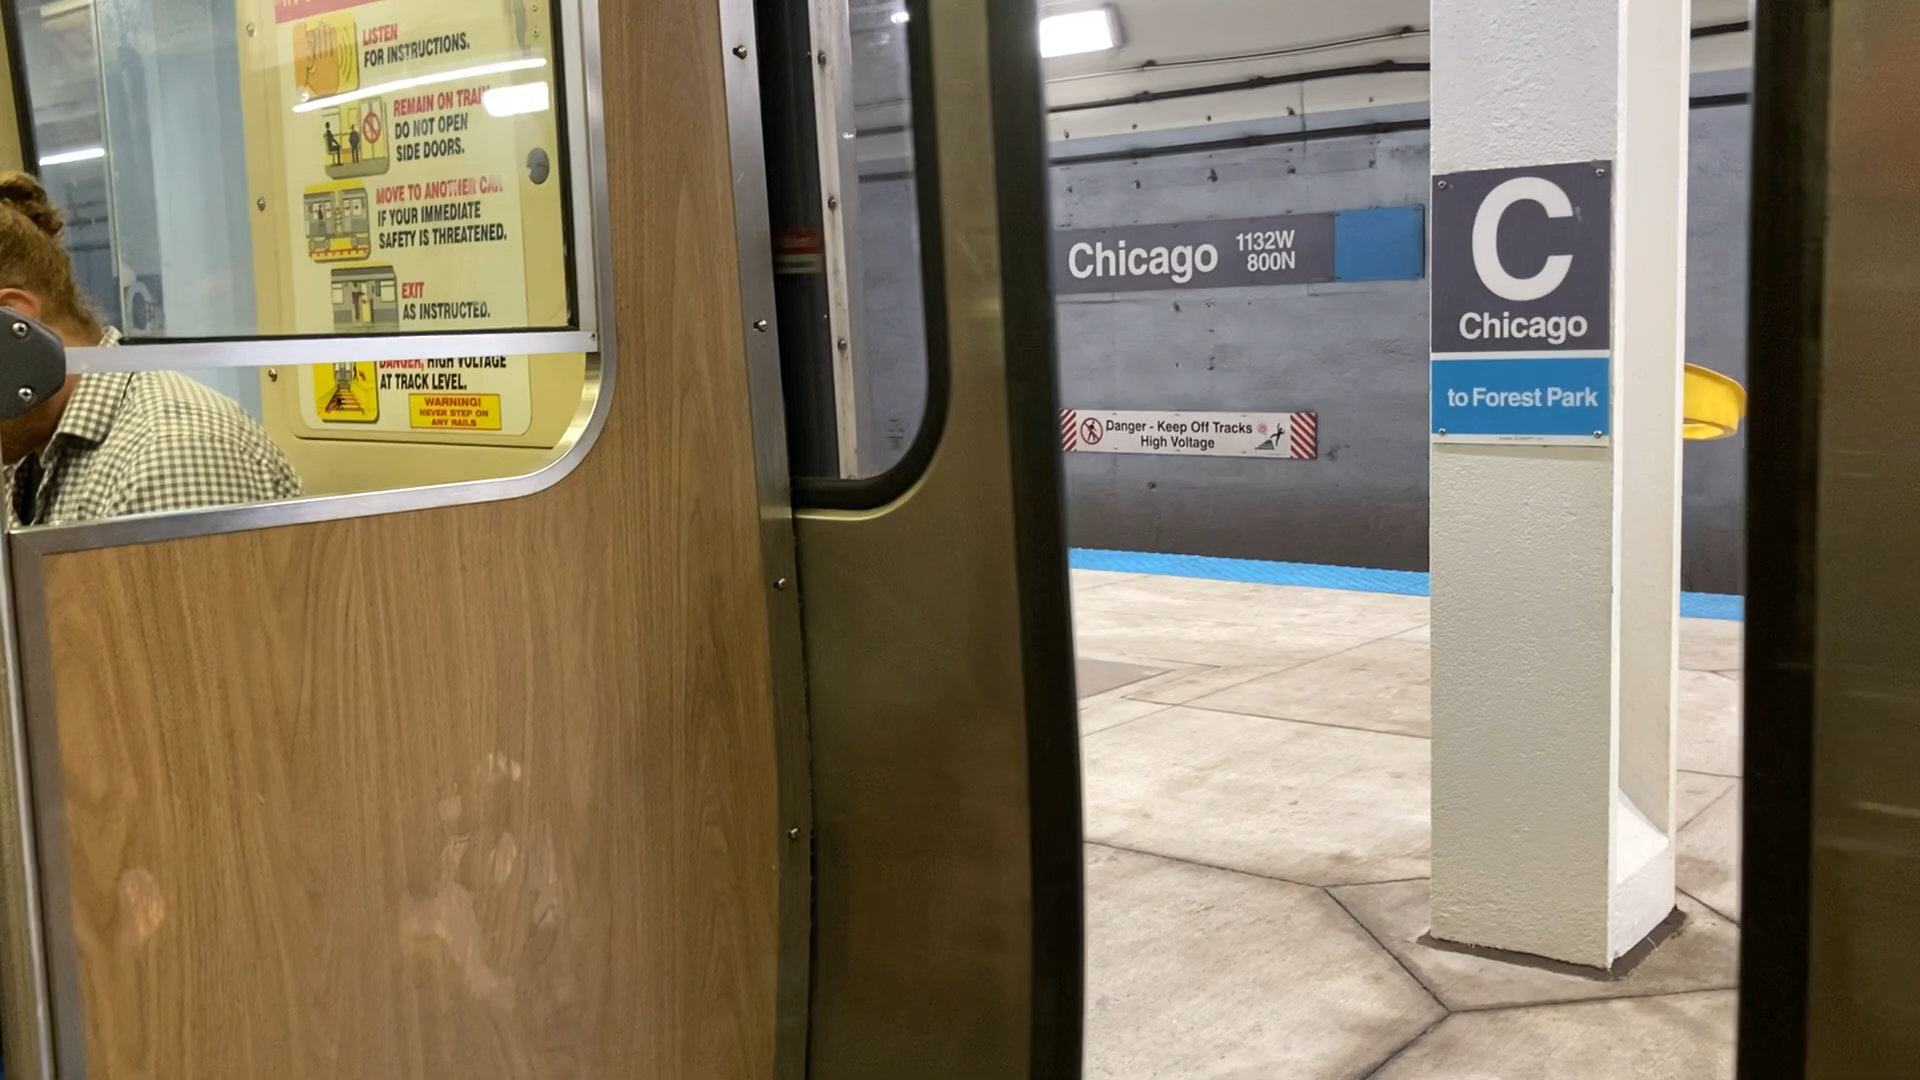 LISTEN
FOR INSTRUCTIONS.
REMAIN ON TRAIN
DO NOT OPEN
SIDE DOORS.
MOVE TO ANOTHER CAR
IF YOUR IMMEDIATE
SAFETY IS THREATENED.
EXIT
AS INSTRUCTED.
DANGER, HIGH VOLTAGE
AT TRACK LEVEL.
WARNING!
NEVER STEP ON
ANY RAILS
Chicago
1132W
800N
Danger - Keep Off Tracks
High Voltage
C
Chicago
to Forest Park